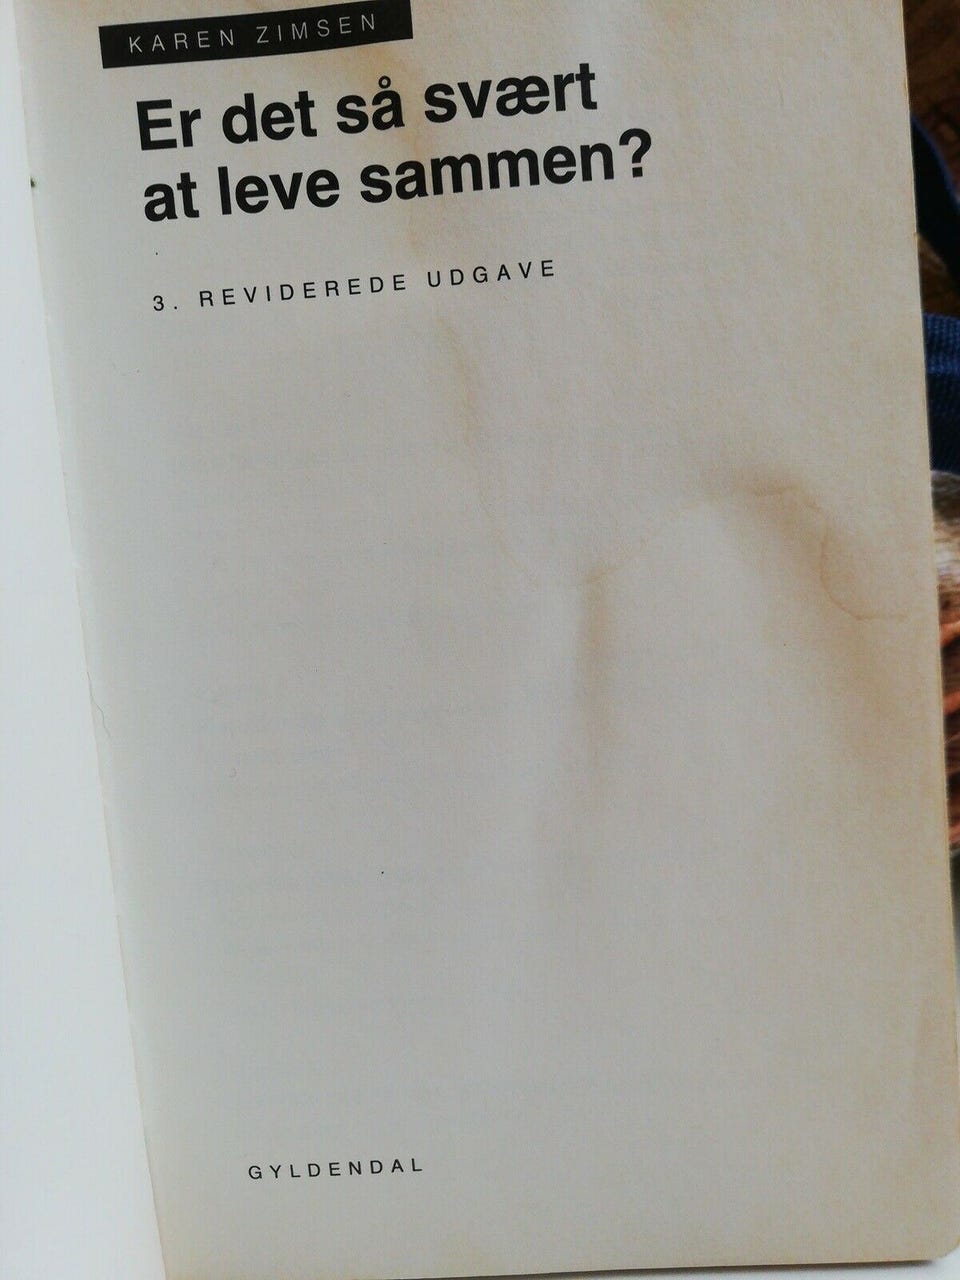 KAREN ZIMSEN
Er det så svært
at leve sammen?
3. REVIDEREDE UDGAVE
GYLDENDAL